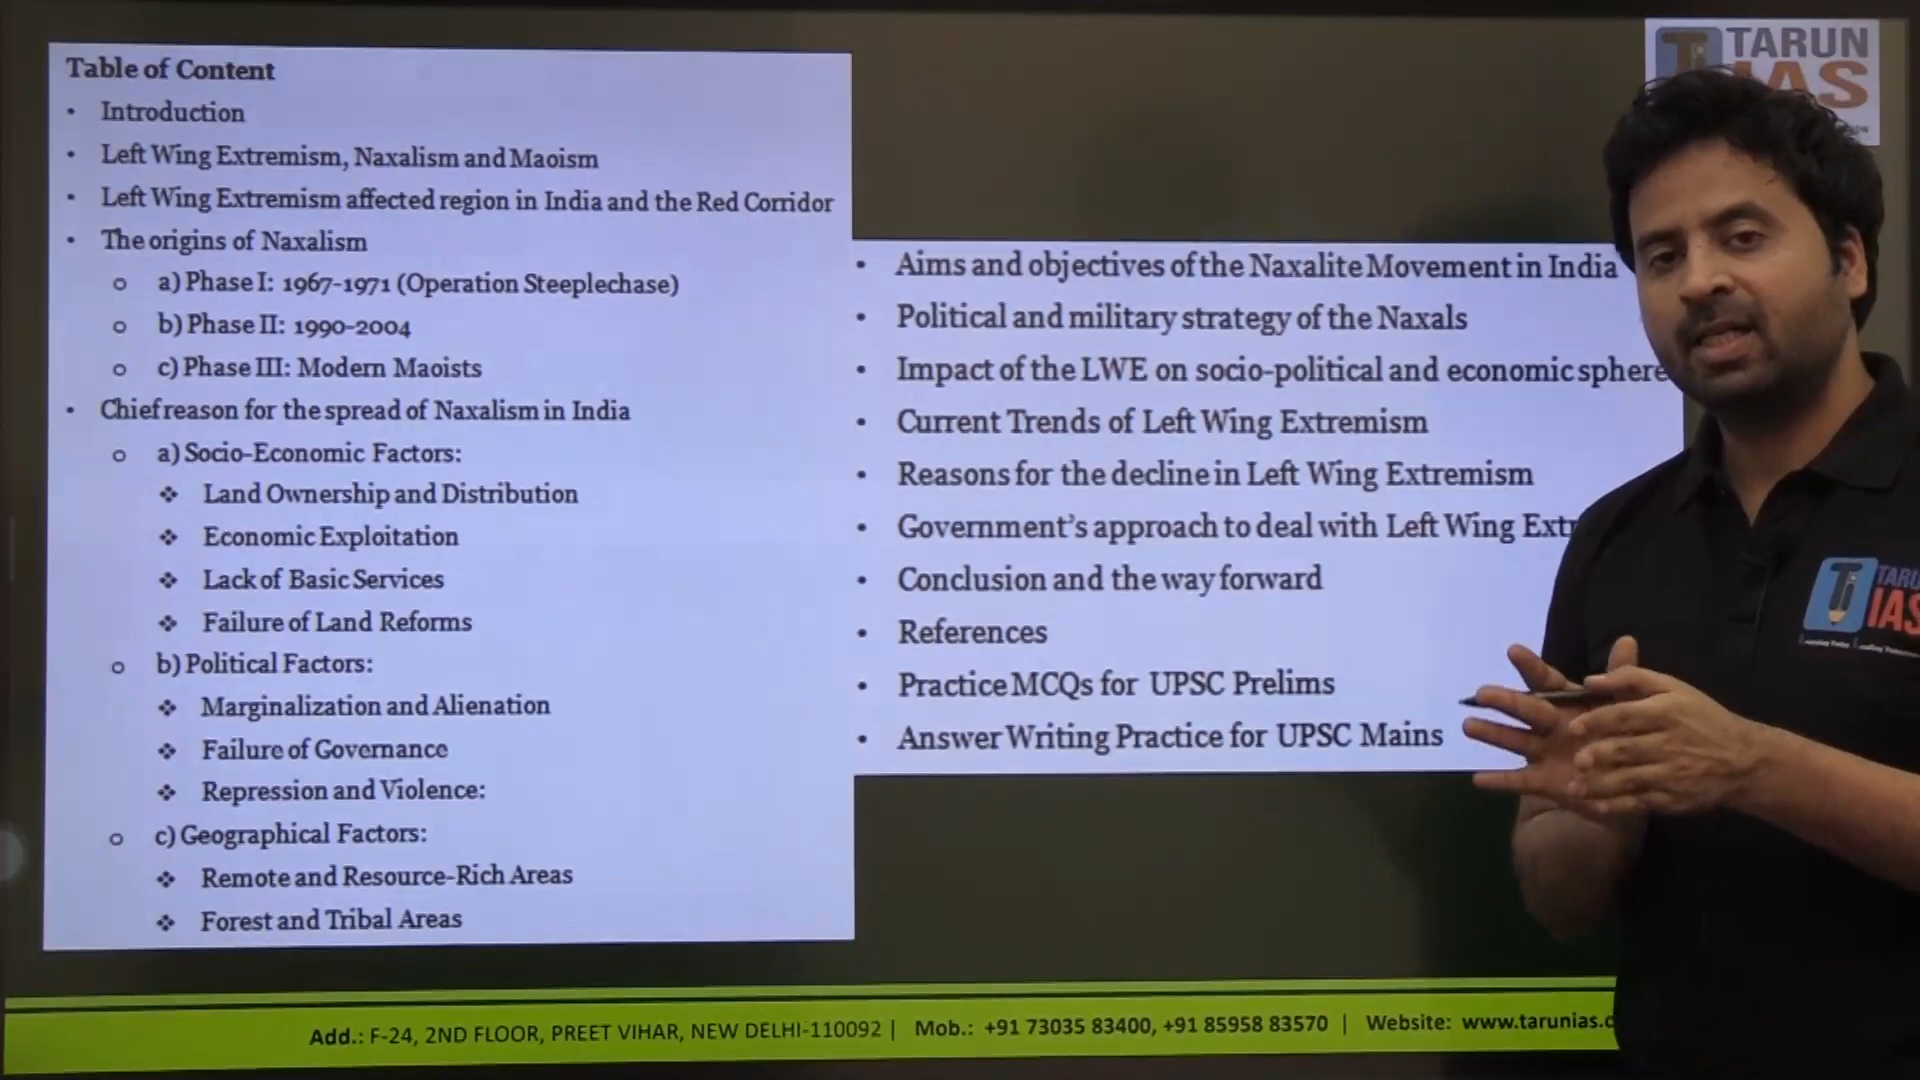 Table of Content
• Introduction
• Left Wing Extremism, Naxalism and Maoism
• Left Wing Extremism affected region in India and the Red Corridor
• The origins of Naxalism
o a) Phase I: 1967-1971 (Operation Steeplechase)
o b) Phase II: 1990-2004
o c) Phase III: Modern Maoists
• Chief reason for the spread of Naxalism in India
o a) Socio-Economic Factors:
❖ Land Ownership and Distribution
❖ Economic Exploitation
❖ Lack of Basic Services
❖ Failure of Land Reforms
o b) Political Factors:
❖ Marginalization and Alienation
❖ Failure of Governance
❖ Repression and Violence:
o c) Geographical Factors:
❖ Remote and Resource-Rich Areas
❖ Forest and Tribal Areas
• Aims and objectives of the Naxalite Movement in India
• Political and military strategy of the Naxals
• Impact of the LWE on socio-political and economic sphere
• Current Trends of Left Wing Extremism
• Reasons for the decline in Left Wing Extremism
• Government's approach to deal with Left Wing Extr
• Conclusion and the way forward
• References
• Practice MCQs for UPSC Prelims
• Answer Writing Practice for UPSC Mains
TARUN
IAS
TARU
IAS
Add.: F-24, 2ND FLOOR, PREET VIHAR, NEW DELHI-110092 | Mob.: +91 73035 83400, +91 85958 83570 | Website: www.tarunias.c